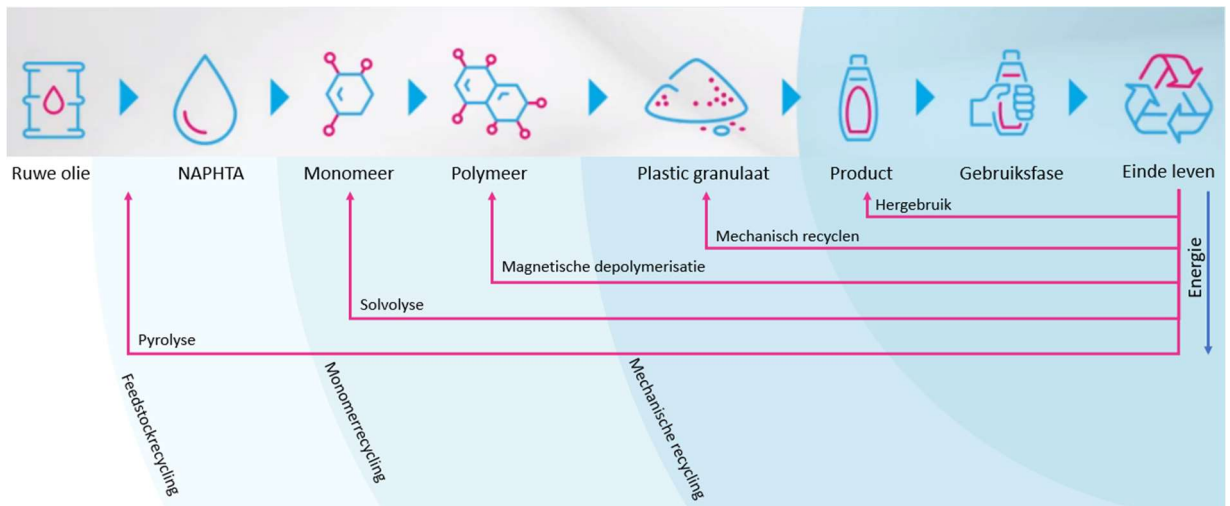 Ruwe olie
NAPHTA
Monomeer
Polymeer
Plastic granulaat
Product
Gebruiksfase
Einde leven
Hergebruik
Mechanisch recyclen
Magnetische depolymerisatie
Solvolyse
Pyrolyse
Energie
Feedstockrecycling
Monomerrecycling
Mechanische recycling